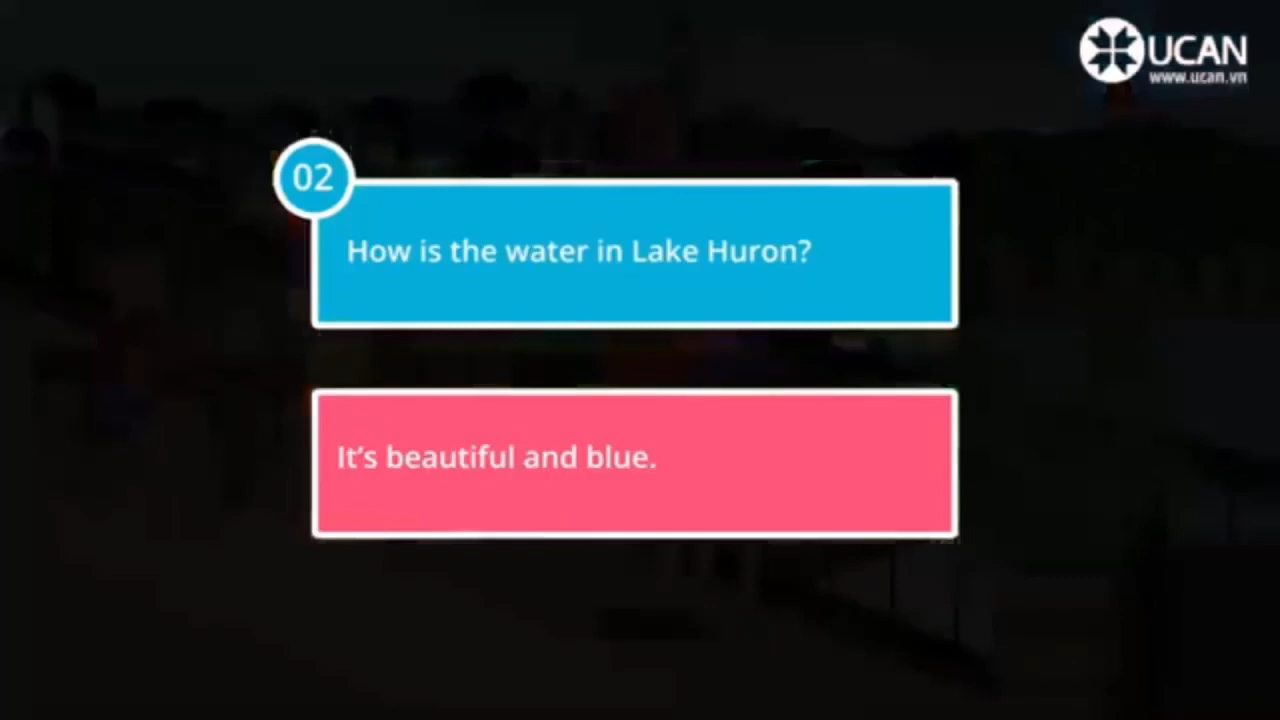 UCAN
www.ucan.vn
02
How is the water in Lake Huron?
It’s beautiful and blue.